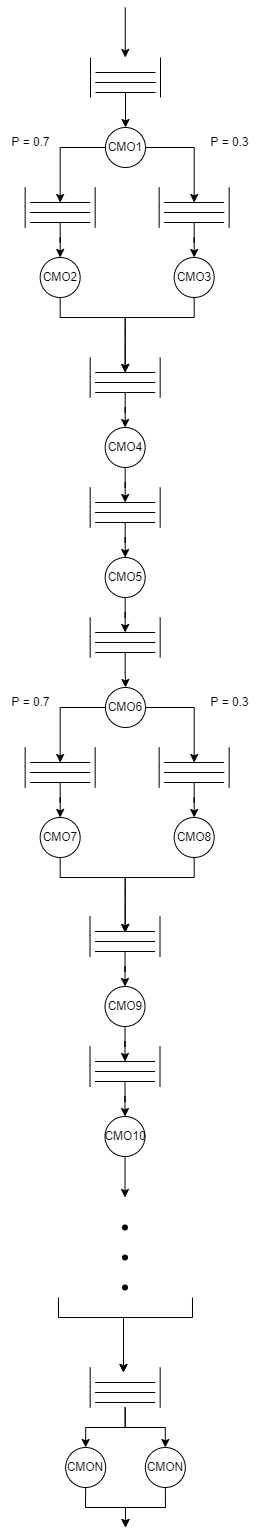 P = 0.7
P = 0.3
CMO1
CMO2
CMO3
CMO4
CMO5
P = 0.7
P = 0.3
CMO6
CMO7
CMO8
CMO9
CMO10
CMON
CMON